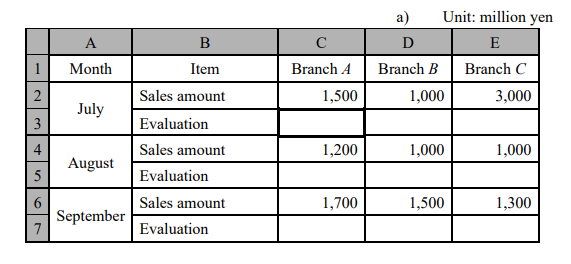 a) Unit: million yen
A B C D E
1 Month Item Branch A Branch B Branch C
2 July Sales amount 1,500 1,000 3,000
3 Evaluation
4 August Sales amount 1,200 1,000 1,000
5 Evaluation
6 September Sales amount 1,700 1,500 1,300
7 Evaluation